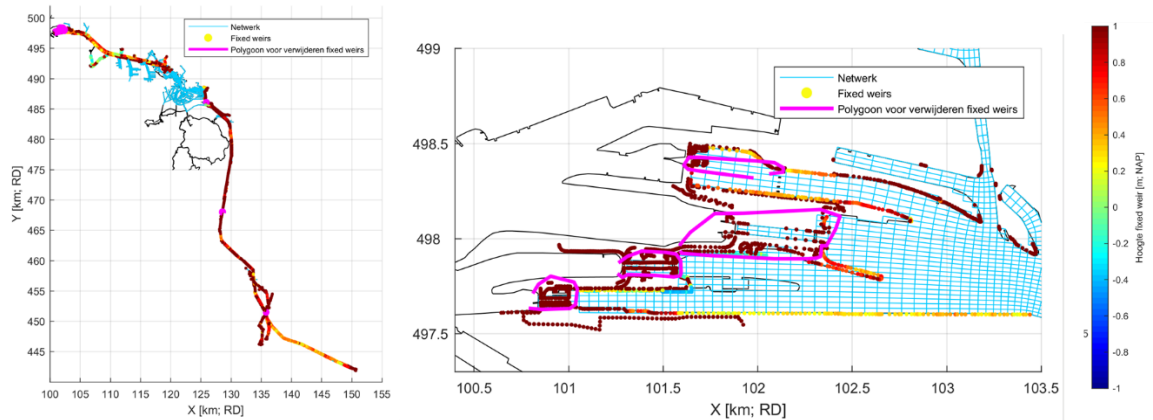 500
495
490
485
480
475
470
465
460
455
450
445
100 105 110 115 120 125 130 135 140 145 150 155
X [km; RD]
Y [km; RD]
Netwerk
Fixed weirs
Polygoon voor verwijderen fixed weirs
499
498.5
498
497.5
100.5 101 101.5 102 102.5 103 103.5
X [km; RD]
Netwerk
Fixed weirs
Polygoon voor verwijderen fixed weirs
1
0.8
0.6
0.4
0.2
0
-0.2
-0.4
-0.6
-0.8
-1
Hoogte fixed weir [m; NAP]
5